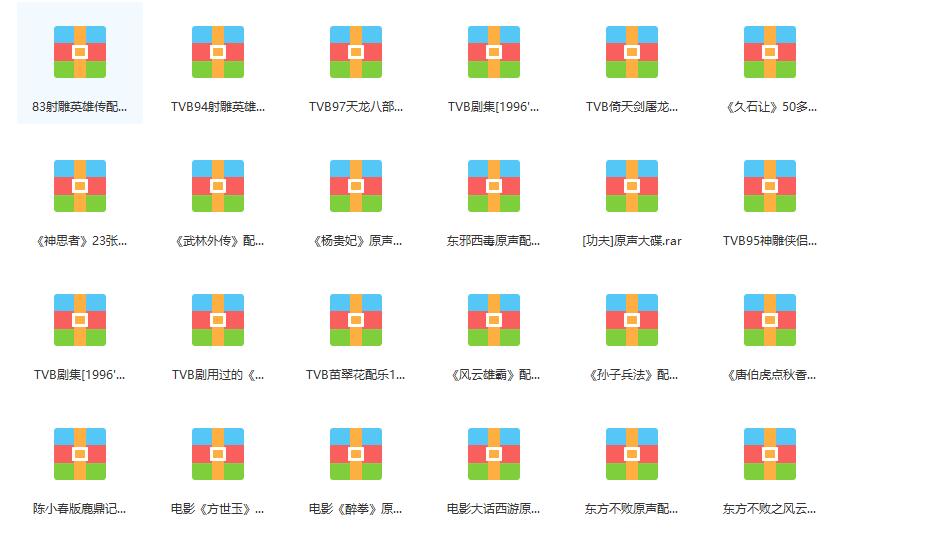 83射雕英雄传配...
TVB94射雕英雄...
TVB97天龙八部...
TVB剧集[1996'...
TVB倚天剑屠龙...
《久石让》50多...
《神思者》23张...
《武林外传》配...
《杨贵妃》原声...
东邪西毒原声配...
[功夫]原声大碟.rar
TVB95神雕侠侣...
TVB剧集[1996'...
TVB剧用过的《...
TVB苗翠花配乐1...
《风云雄霸》配...
《孙子兵法》配...
《唐伯虎点秋香...
陈小春版鹿鼎记...
电影《方世玉》...
电影《醉拳》原...
电影大话西游原...
东方不败原声配...
东方不败之风云...